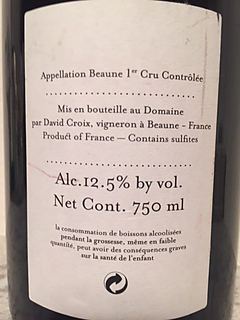 Appellation Beaune 1er Cru Contrôlée
Mis en bouteille au Domaine
par David Croix, vigneron à Beaune - France
Product of France — Contains sulfites
Alc.12.5% by vol.
Net Cont. 750 ml
la consommation de boissons alcoolisées
pendant la grossesse, même en faible
quantité, peut avoir des conséquences graves
sur la santé de l'enfant